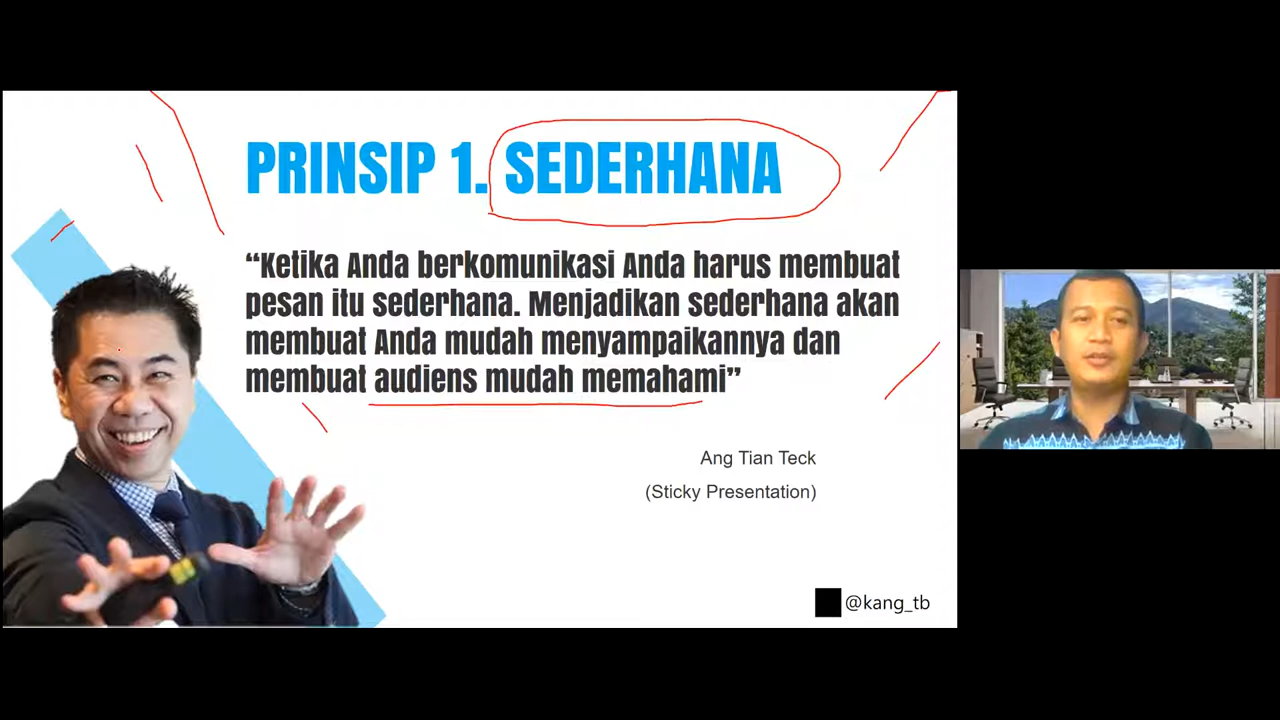 PRINSIP 1. SEDERHANA
“Ketika Anda berkomunikasi Anda harus membuat
pesan itu sederhana. Menjadikan sederhana akan
membuat Anda mudah menyampaikannya dan
membuat audiens mudah memahami”
Ang Tian Teck
(Sticky Presentation)
@kang_tb